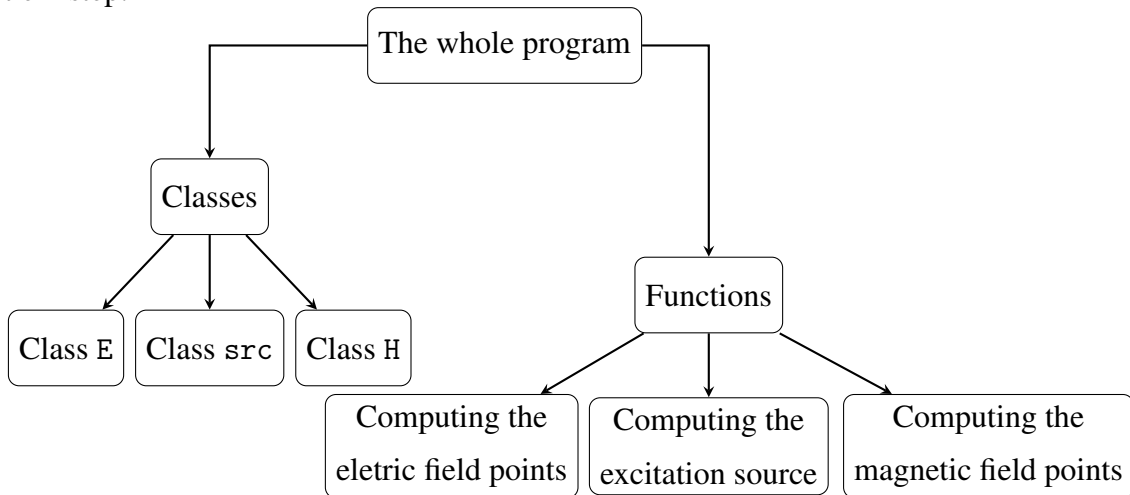 The whole program
Classes
Functions
Class E
Class src
Class H
Computing the
eletric field points
Computing the
excitation source
Computing the
magnetic field points